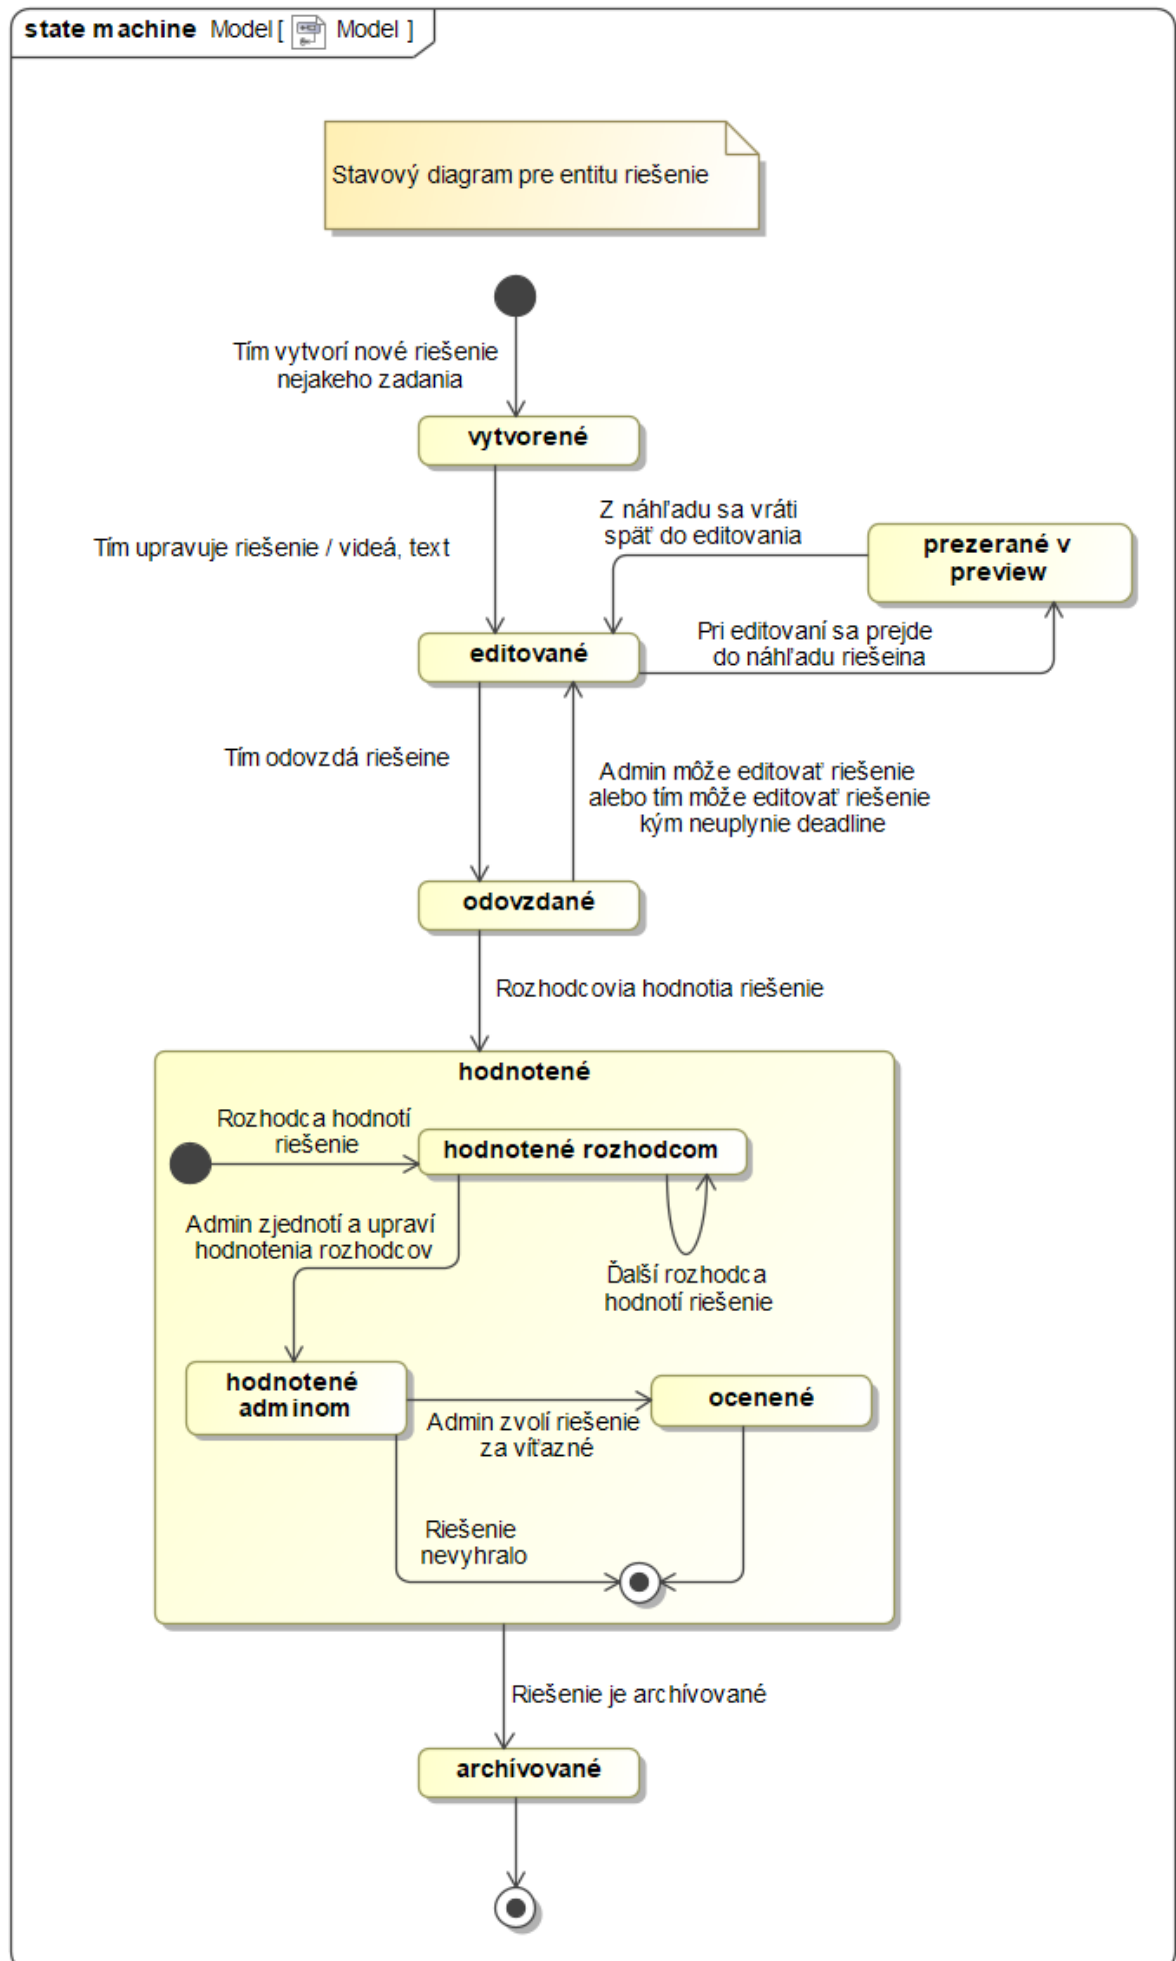 state machine Model [ Model ]
Stavový diagram pre entitu riešenie
Tím vytvorí nové riešenie
nejakeho zadania
vytvorené
Tím upravuje riešenie / videá, text
Z náhľadu sa vráti
späť do editovania
prezerané v
preview
editované
Pri editovaní sa prejde
do náhľadu riešeina
Tím odovzdá riešeine
Admin môže editovať riešenie
alebo tím môže editovať riešenie
kým neuplynie deadline
odovzdané
Rozhodcovia hodnotia riešenie
hodnotené
Rozhodca hodnotí
riešenie
hodnotené rozhodcom
Admin zjednotí a upraví
hodnotenia rozhodcov
Ďalší rozhodca
hodnotí riešenie
hodnotené
adminom
Admin zvolí riešenie
za víťazné
ocenené
Riešenie
nevyhralo
Riešenie je archívované
archívované